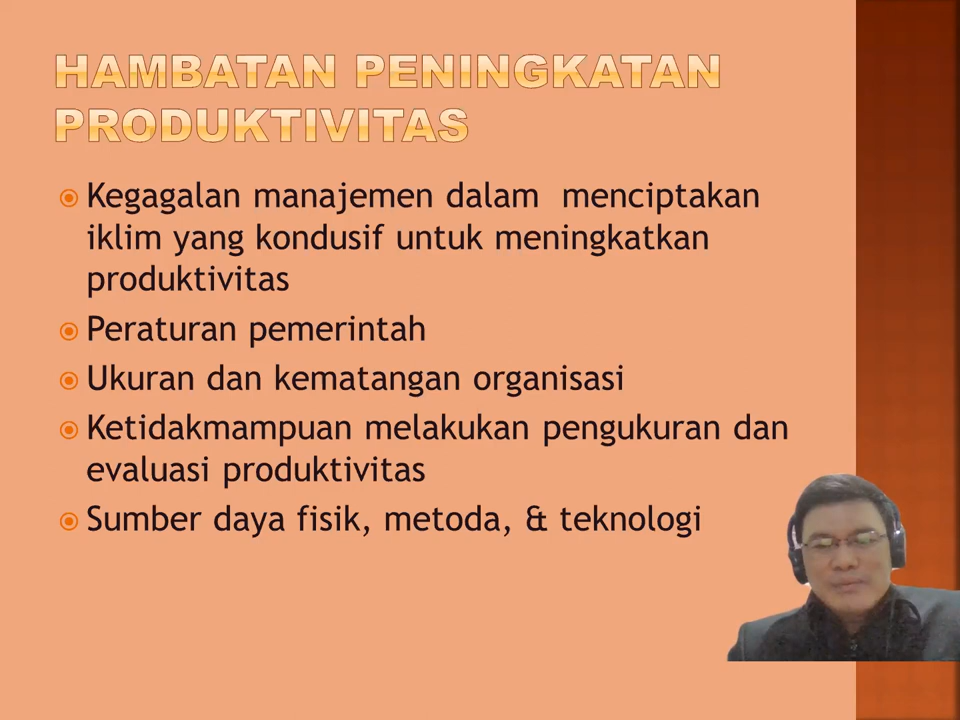 HAMBATAN PENINGKATAN
PRODUKTIVITAS
Kegagalan manajemen dalam menciptakan
iklim yang kondusif untuk meningkatkan
produktivitas
Peraturan pemerintah
Ukuran dan kematangan organisasi
Ketidakmampuan melakukan pengukuran dan
evaluasi produktivitas
Sumber daya fisik, metoda, & teknologi